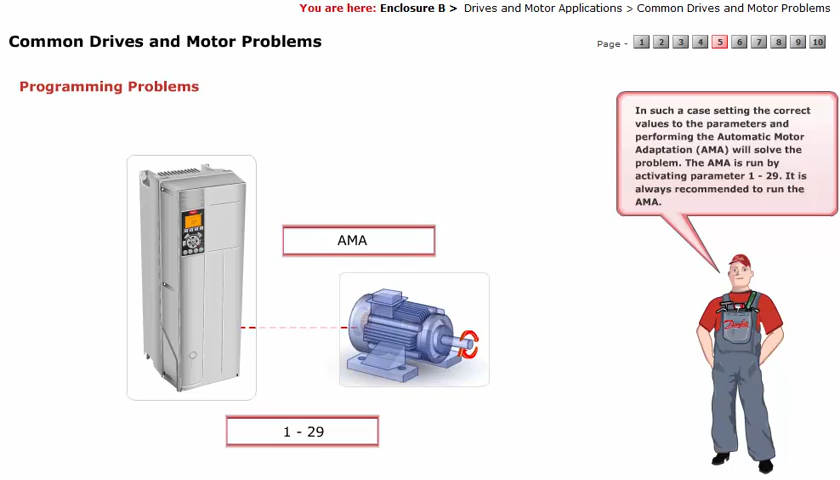 You are here: Enclosure B > Drives and Motor Applications > Common Drives and Motor Problems
Common Drives and Motor Problems
Page - 1 2 3 4 5 6 7 8 9 10
Programming Problems
In such a case setting the correct
values to the parameters and
performing the Automatic Motor
Adaptation (AMA) will solve the
problem. The AMA is run by
activating parameter 1 - 29. It is
always recommended to run the
AMA.
AMA
1 - 29
Danfoss